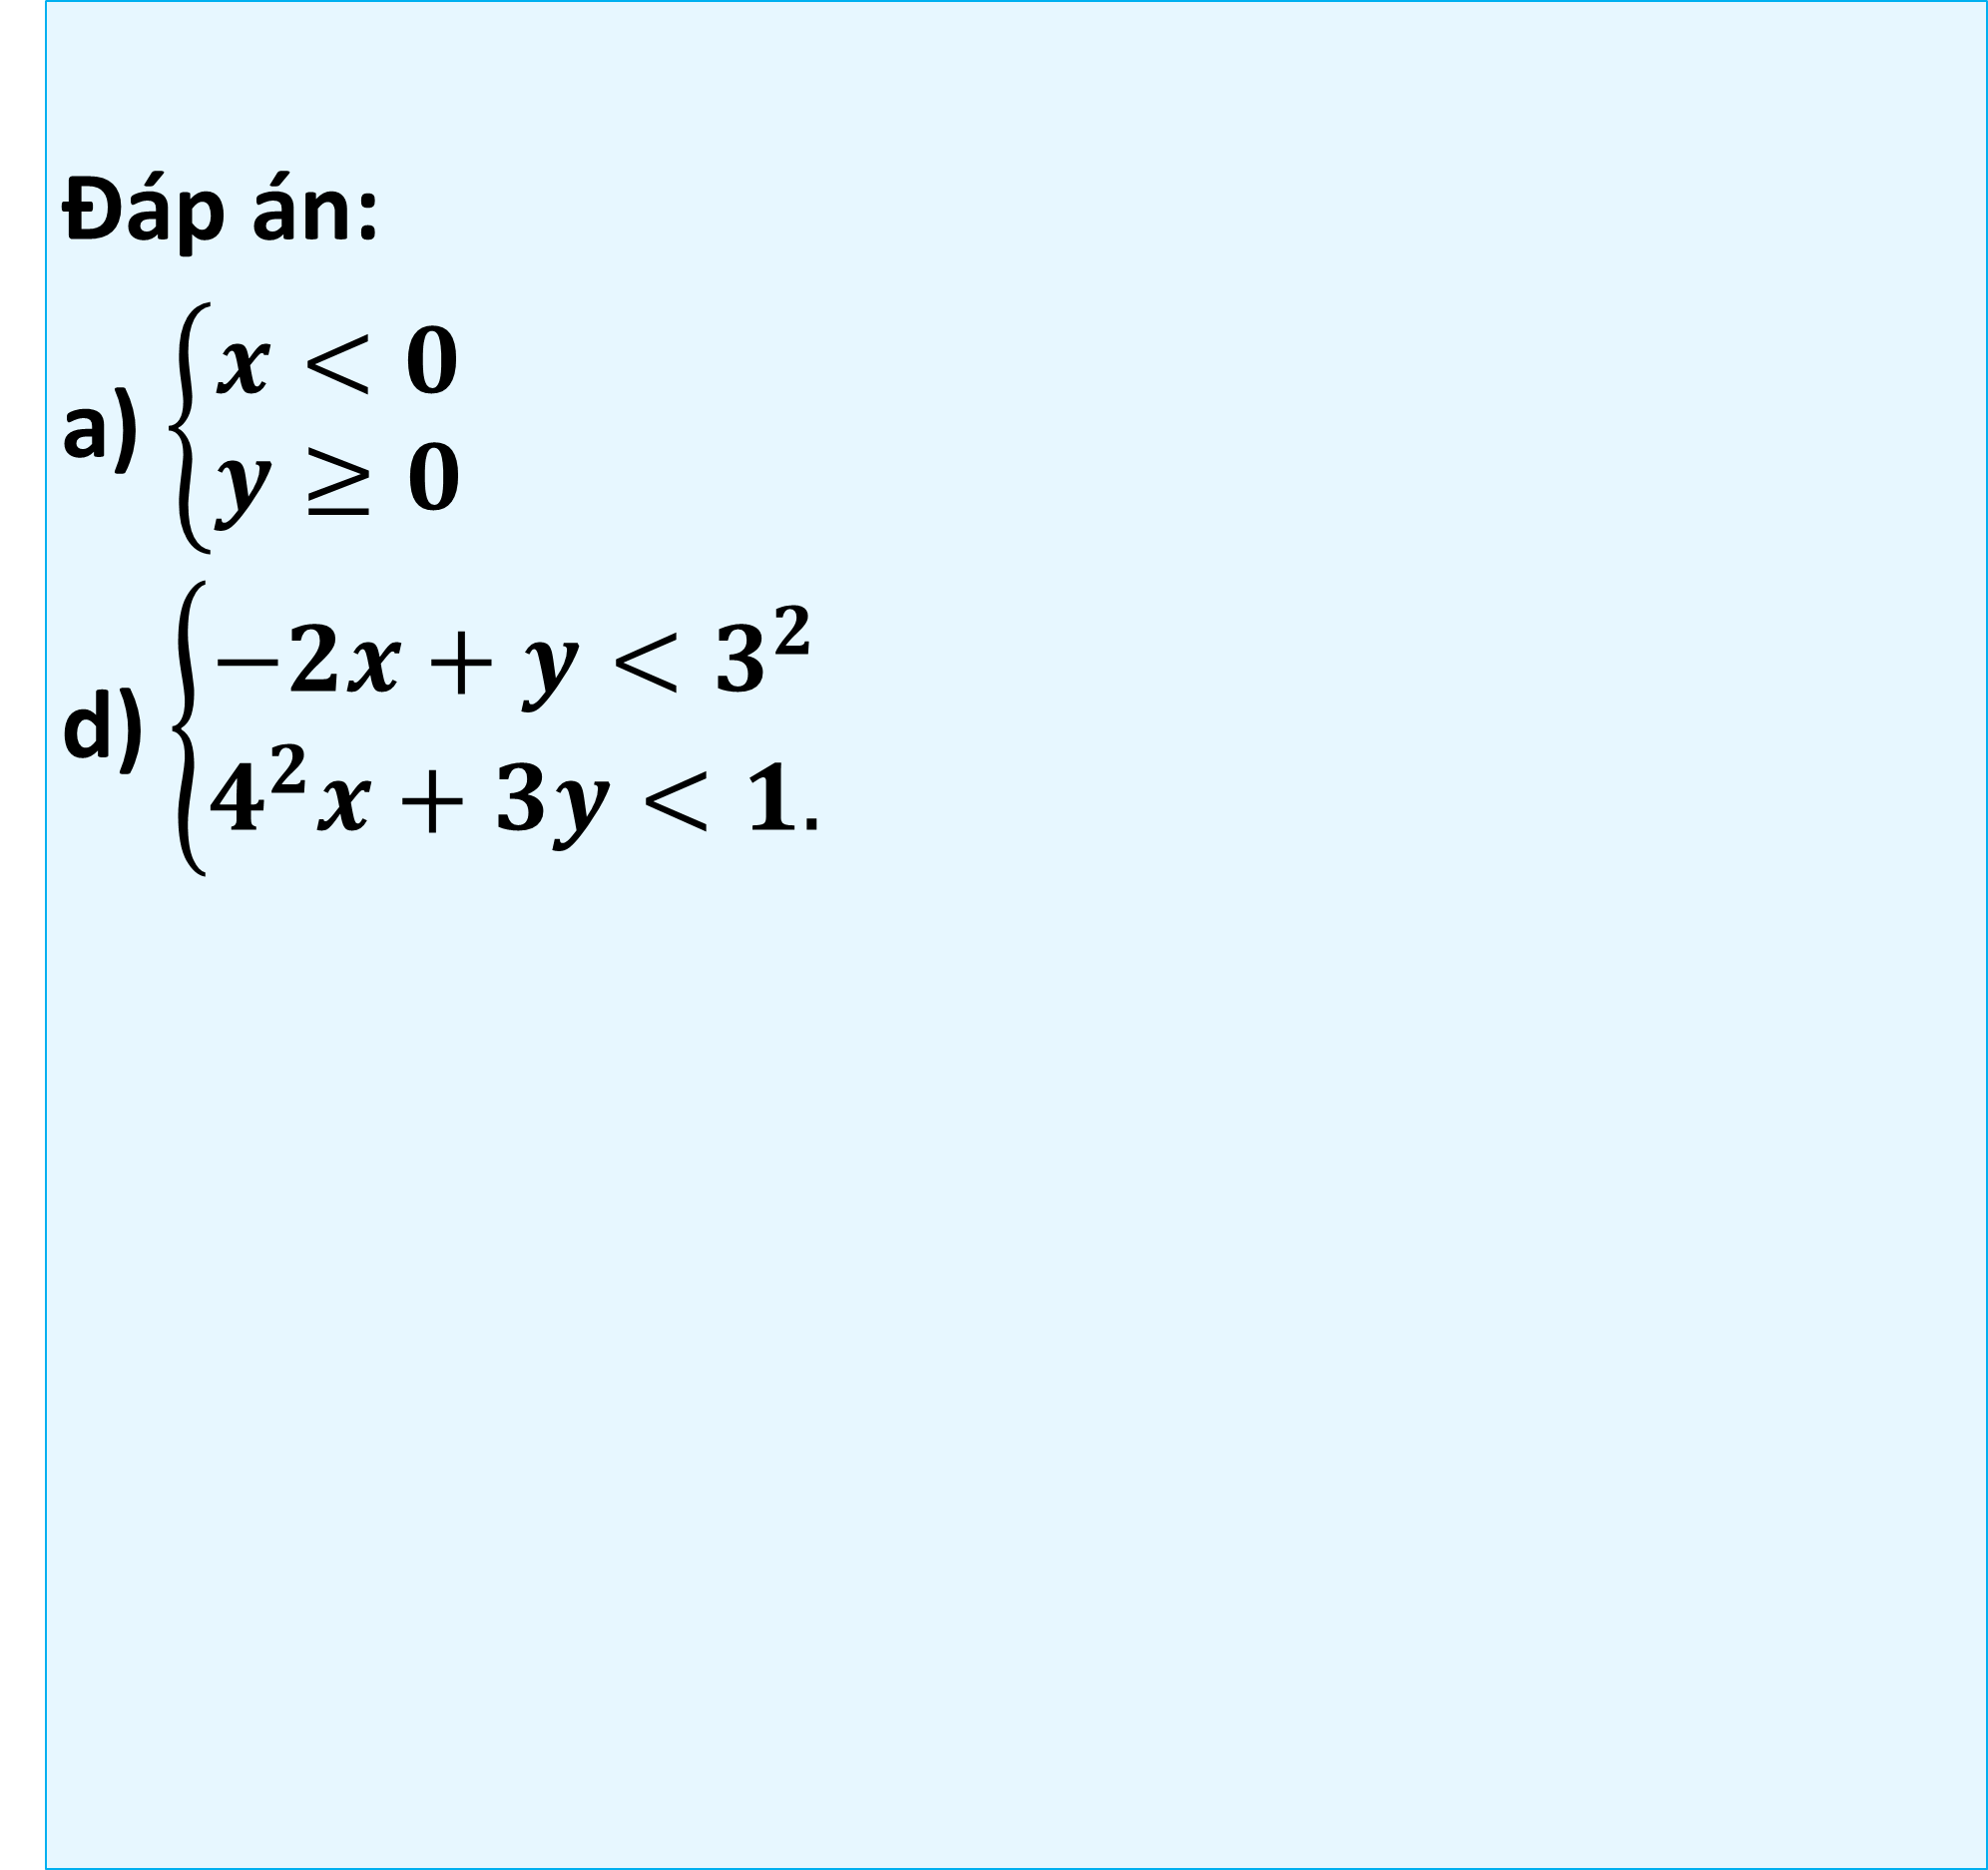 Đáp án:
a) { x < 0
y ≥ 0
d) { −2x + y < 3²
4²x + 3y < 1.